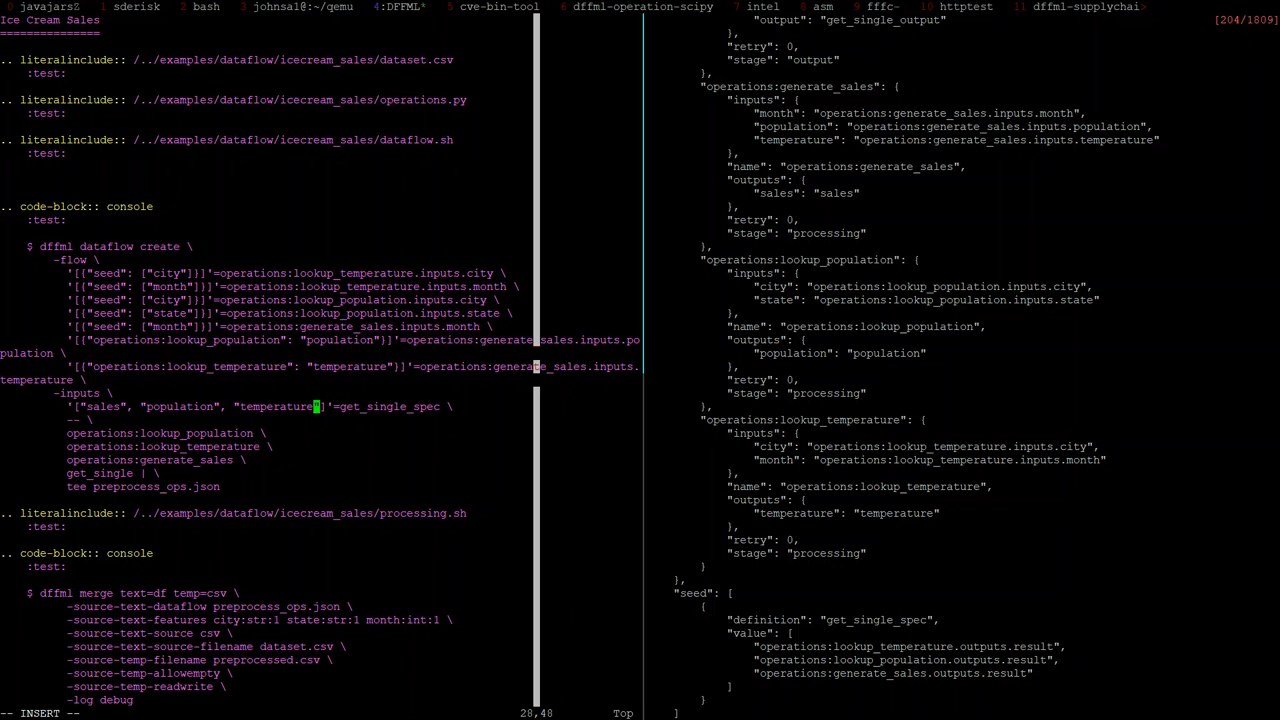 0 javajarsZ  1 sderisk  2 bash  3 johnsal@:~/qemu  4:DFFML*  5 cve-bin-tool  6 dffml-operation-scipy  7 intel  8 asm  9 fffc-  10 httptest  11 dffml-supplychai>
Ice Cream Sales
===============
.. literalinclude:: /../examples/dataflow/icecream_sales/dataset.csv
:test:
.. literalinclude:: /../examples/dataflow/icecream_sales/operations.py
:test:
.. literalinclude:: /../examples/dataflow/icecream_sales/dataflow.sh
:test:
.. code-block:: console
:test:
$ dffml dataflow create \
-flow \
'[{"seed": ["city"]}]'=operations:lookup_temperature.inputs.city \
'[{"seed": ["month"]}]'=operations:lookup_temperature.inputs.month \
'[{"seed": ["city"]}]'=operations:lookup_population.inputs.city \
'[{"seed": ["state"]}]'=operations:lookup_population.inputs.state \
'[{"seed": ["month"]}]'=operations:generate_sales.inputs.month \
'[{"operations:lookup_population": "population"}]'=operations:generate_sales.inputs.po
pulation \
'[{"operations:lookup_temperature": "temperature"}]'=operations:generate_sales.inputs.
temperature \
-inputs \
'["sales", "population", "temperature"]'=get_single_spec \
-- \
operations:lookup_population \
operations:lookup_temperature \
operations:generate_sales \
get_single | \
tee preprocess_ops.json
.. literalinclude:: /../examples/dataflow/icecream_sales/processing.sh
:test:
.. code-block:: console
:test:
$ dffml merge text=df temp=csv \
-source-text-dataflow preprocess_ops.json \
-source-text-features city:str:1 state:str:1 month:int:1 \
-source-text-source csv \
-source-text-source-filename dataset.csv \
-source-temp-filename preprocessed.csv \
-source-temp-allowempty \
-source-temp-readwrite \
-log debug
-- INSERT --  28,48  Top
[204/1809]
"output": "get_single_output"
},
"retry": 0,
"stage": "output"
},
"operations:generate_sales": {
"inputs": {
"month": "operations:generate_sales.inputs.month",
"population": "operations:generate_sales.inputs.population",
"temperature": "operations:generate_sales.inputs.temperature"
},
"name": "operations:generate_sales",
"outputs": {
"sales": "sales"
},
"retry": 0,
"stage": "processing"
},
"operations:lookup_population": {
"inputs": {
"city": "operations:lookup_population.inputs.city",
"state": "operations:lookup_population.inputs.state"
},
"name": "operations:lookup_population",
"outputs": {
"population": "population"
},
"retry": 0,
"stage": "processing"
},
"operations:lookup_temperature": {
"inputs": {
"city": "operations:lookup_temperature.inputs.city",
"month": "operations:lookup_temperature.inputs.month"
},
"name": "operations:lookup_temperature",
"outputs": {
"temperature": "temperature"
},
"retry": 0,
"stage": "processing"
}
},
"seed": [
{
"definition": "get_single_spec",
"value": [
"operations:lookup_temperature.outputs.result",
"operations:lookup_population.outputs.result",
"operations:generate_sales.outputs.result"
]
}
]